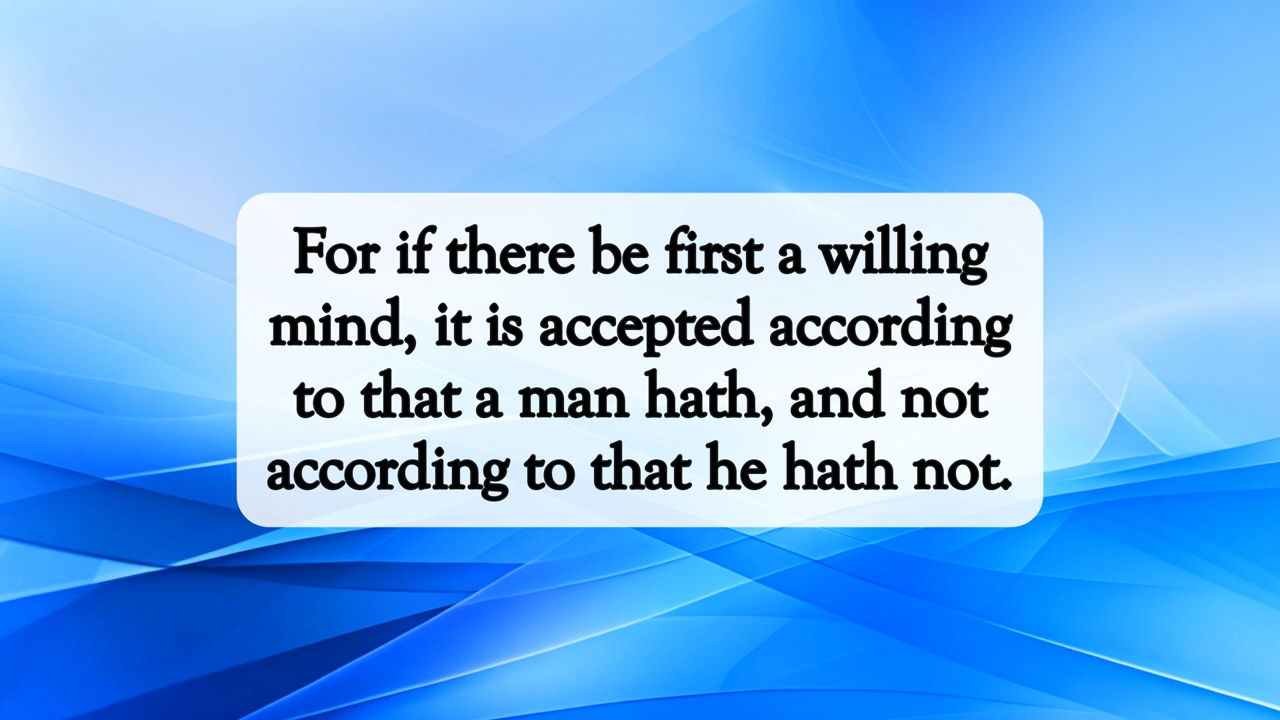 For if there be first a willing
mind, it is accepted according
to that a man hath, and not
according to that he hath not.